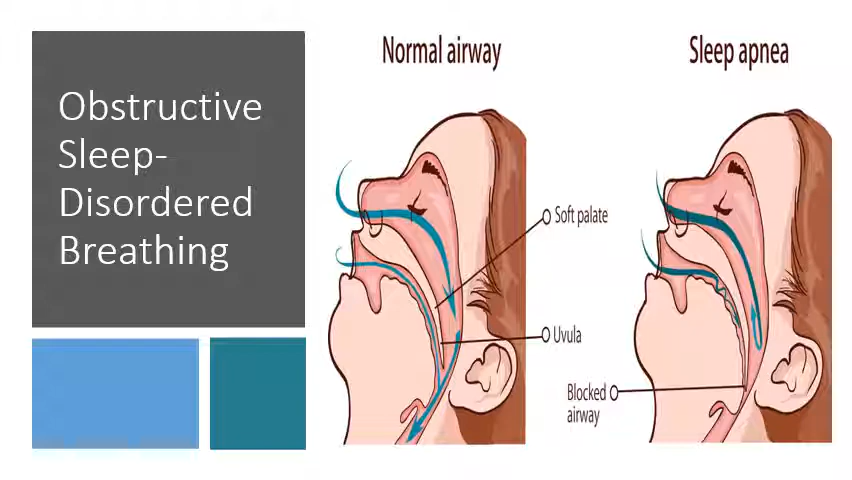 Obstructive
Sleep-
Disordered
Breathing
Normal airway
Sleep apnea
Soft palate
Uvula
Blocked
airway